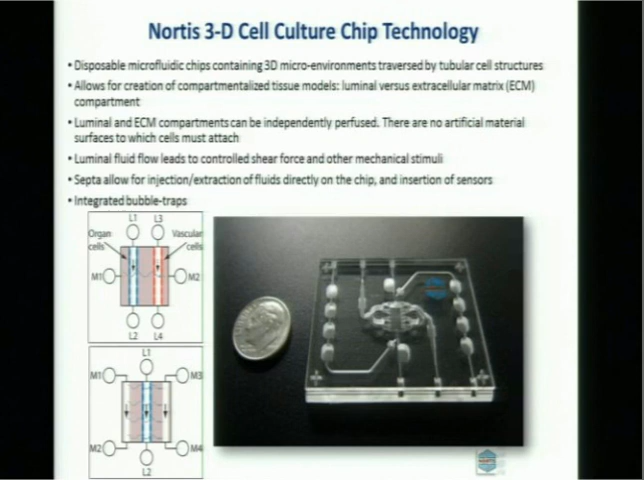 Nortis 3-D Cell Culture Chip Technology
• Disposable microfluidic chips containing 3D micro-environments traversed by tubular cell structures
• Allows for creation of compartmentalized tissue models: luminal versus extracellular matrix (ECM)
compartment
• Luminal and ECM compartments can be independently perfused. There are no artificial material
surfaces to which cells must attach
• Luminal fluid flow leads to controlled shear force and other mechanical stimuli
• Septa allow for injection/extraction of fluids directly on the chip, and insertion of sensors
• Integrated bubble-traps
L1 L3
Organ Vascular
cells cells
M1 M2
L2 L4
L1
M1 M3
M2 M4
L2
NORTIS